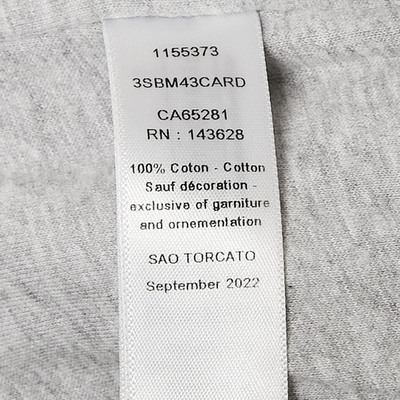 1155373
3SBM43CARD
CA65281
RN : 143628
100% Coton - Cotton
Sauf décoration -
exclusive of garniture
and ornementation
SAO TORCATO
September 2022